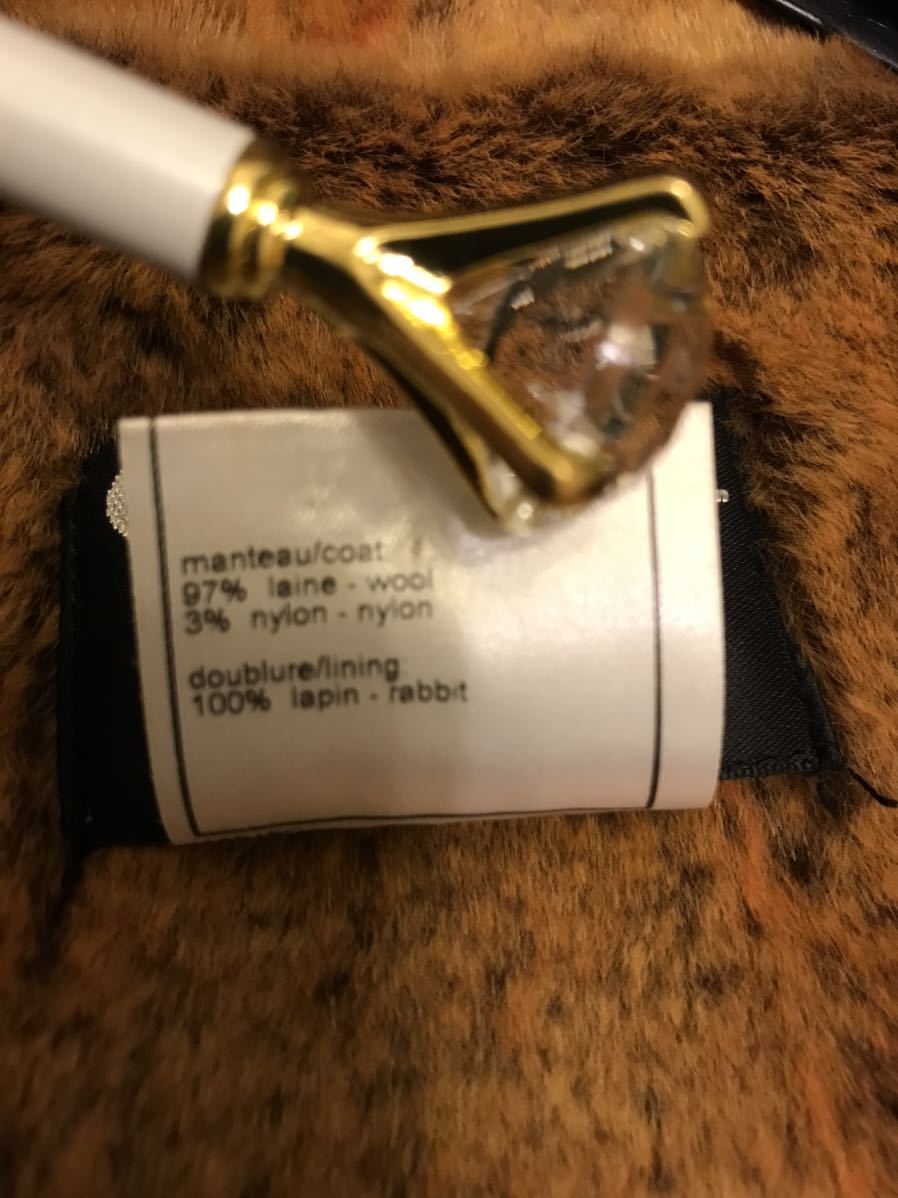 manteau/coat
97% laine - wool
3% nylon - nylon
doublure/lining
100% lapin - rabbit